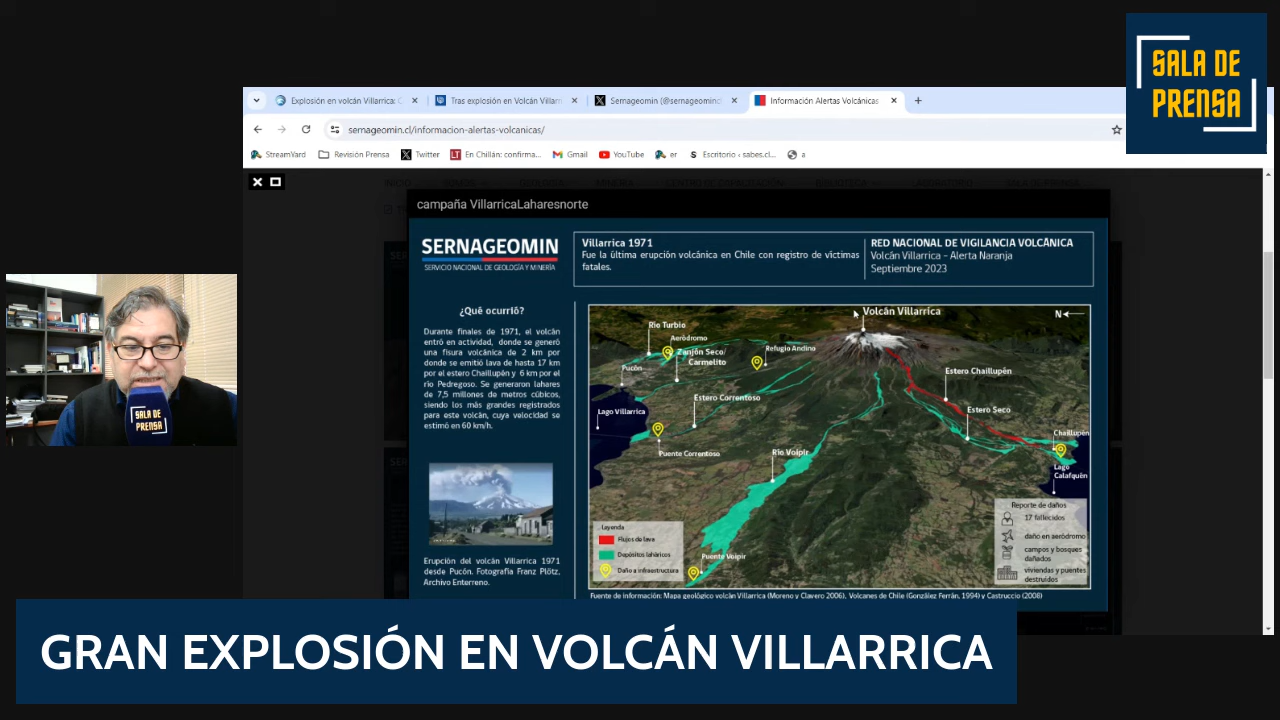 SALA DE
PRENSA
Explosión en volcán Villarrica:
Tras explosión en Volcán Villarri
Sernageomin (@sernageominc
Información Alertas Volcánicas
sernageomin.cl/informacion-alertas-volcanicas/
StreamYard
Revisión Prensa
Twitter
En Chillán: confirma...
Gmail
YouTube
er
Escritorio ‹ sabes.cl...
a
campaña VillarricaLaharesnorte
SERNAGEOMIN
SERVICIO NACIONAL DE GEOLOGÍA Y MINERÍA
Villarrica 1971
Fue la última erupción volcánica en Chile con registro de víctimas
fatales.
RED NACIONAL DE VIGILANCIA VOLCÁNICA
Volcán Villarrica - Alerta Naranja
Septiembre 2023
¿Qué ocurrió?
Durante finales de 1971, el volcán
entró en actividad, donde se generó
una fisura volcánica de 2 km por
donde se emitió lava de hasta 17 km
por el estero Chaillupén y 6 km por el
río Pedregoso. Se generaron lahares
de 7,5 millones de metros cúbicos,
siendo los más grandes registrados
para este volcán, cuya velocidad se
estimó en 60 km/h.
Erupción del volcán Villarrica 1971
desde Pucón. Fotografía Franz Plötz,
Archivo Enterreno.
Volcán Villarrica
N
Río Turbio
Aeródromo
Zanjón Seco/
Carmelito
Refugio Andino
Pucón
Estero Chaillupén
Estero Correntoso
Lago Villarrica
Estero Seco
Chaillupén
Puente Correntoso
Río Voipir
Lago
Calafquén
Puente Voipir
Leyenda
Flujos de lava
Depósitos laháricos
Daño a infraestructura
Reporte de daños
17 fallecidos
daño en aeródromo
campos y bosques
dañados
viviendas y puentes
destruídos
Fuente de información: Mapa geológico volcán Villarrica (Moreno y Clavero 2006), Volcanes de Chile (González Ferrán, 1994) y Castruccio (2008)
SALA DE
PRENSA
GRAN EXPLOSIÓN EN VOLCÁN VILLARRICA